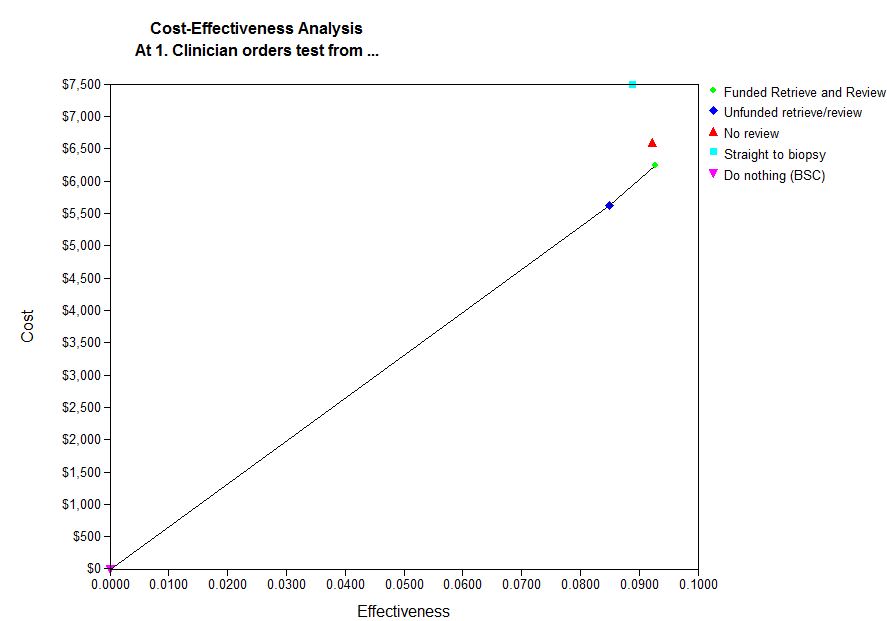 Cost-Effectiveness Analysis
At 1. Clinician orders test from ...
$7,500
$7,000
$6,500
$6,000
$5,500
$5,000
$4,500
$4,000
$3,500
$3,000
$2,500
$2,000
$1,500
$1,000
$500
$0
Cost
0.0000 0.0100 0.0200 0.0300 0.0400 0.0500 0.0600 0.0700 0.0800 0.0900 0.1000
Effectiveness
Funded Retrieve and Review
Unfunded retrieve/review
No review
Straight to biopsy
Do nothing (BSC)